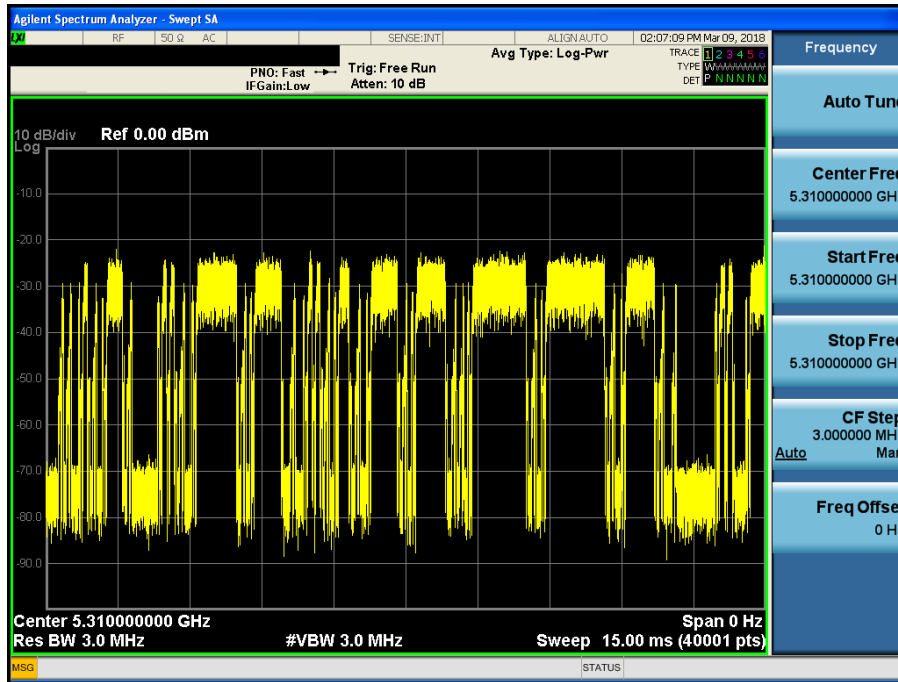 Agilent Spectrum Analyzer - Swept SA
LXI RF 50 Ω AC SENSE:INT ALIGN AUTO 02:07:09 PM Mar 09, 2018
Avg Type: Log-Pwr TRACE 1 2 3 4 5 6
PNO: Fast Trig: Free Run TYPE WWWWWWW
IFGain:Low Atten: 10 dB DET P N N N N N
Frequency
Auto Tune
Center Freq
5.310000000 GH
Start Freq
5.310000000 GH
Stop Freq
5.310000000 GH
CF Step
3.000000 MH
Auto Man
Freq Offse
0 H
10 dB/div Ref 0.00 dBm
Log
-10.0
-20.0
-30.0
-40.0
-50.0
-60.0
-70.0
-80.0
-90.0
Center 5.310000000 GHz Span 0 Hz
Res BW 3.0 MHz #VBW 3.0 MHz Sweep 15.00 ms (40001 pts)
MSG STATUS